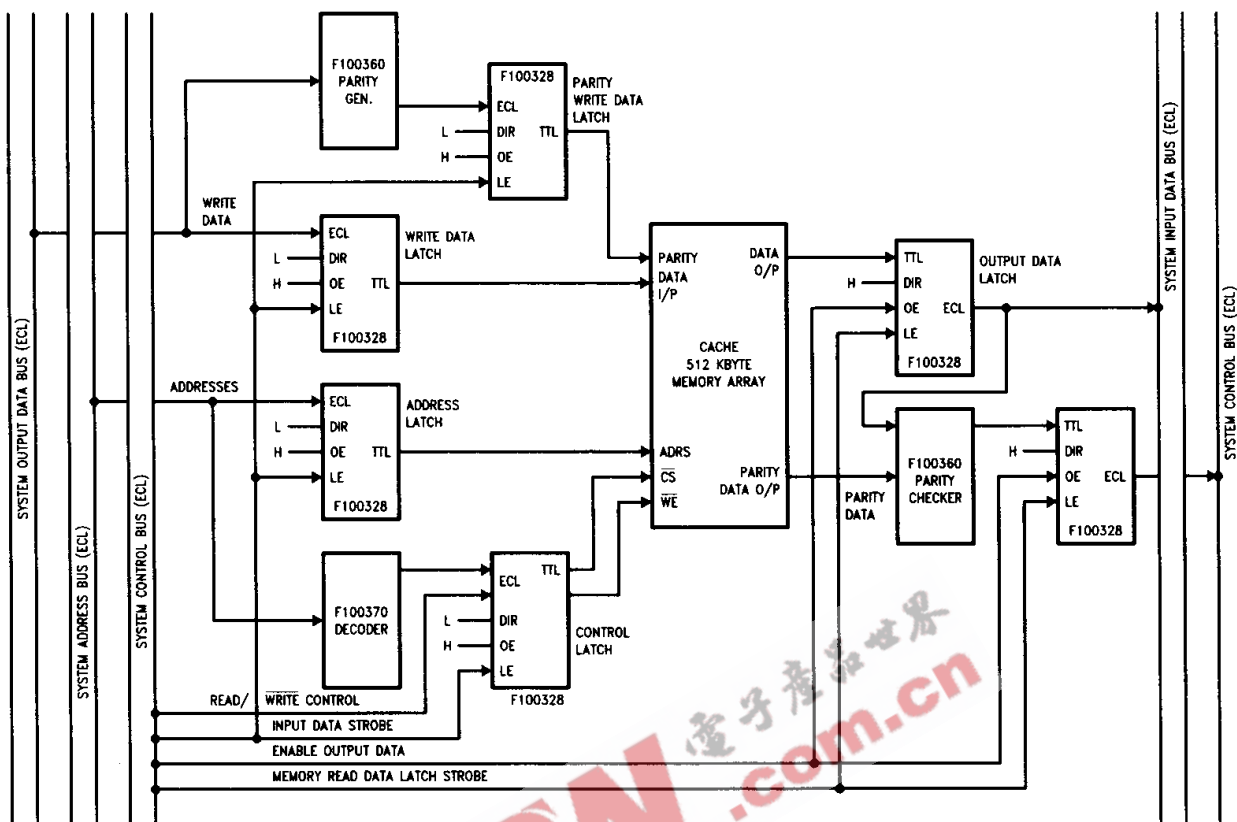 SYSTEM OUTPUT DATA BUS (ECL)
SYSTEM ADDRESS BUS (ECL)
SYSTEM CONTROL BUS (ECL)
F100360
PARITY
GEN.
F100328
ECL
DIR
TTL
OE
LE
L
H
PARITY
WRITE DATA
LATCH
WRITE
DATA
ECL
DIR
OE
TTL
LE
F100328
L
H
WRITE DATA
LATCH
ADDRESSES
ECL
DIR
OE
TTL
LE
F100328
L
H
ADDRESS
LATCH
F100370
DECODER
TTL
ECL
DIR
OE
LE
F100328
L
H
CONTROL
LATCH
READ/ WRITE CONTROL
INPUT DATA STROBE
ENABLE OUTPUT DATA
MEMORY READ DATA LATCH STROBE
PARITY
DATA
I/P
DATA
O/P
CACHE
512 KBYTE
MEMORY ARRAY
ADRS
CS
WE
PARITY
DATA O/P
TTL
DIR
OE
ECL
LE
F100328
H
OUTPUT DATA
LATCH
F100360
PARITY
CHECKER
PARITY
DATA
TTL
DIR
OE
ECL
LE
F100328
H
SYSTEM INPUT DATA BUS (ECL)
SYSTEM CONTROL BUS (ECL)
電子產品世界
.com.cn